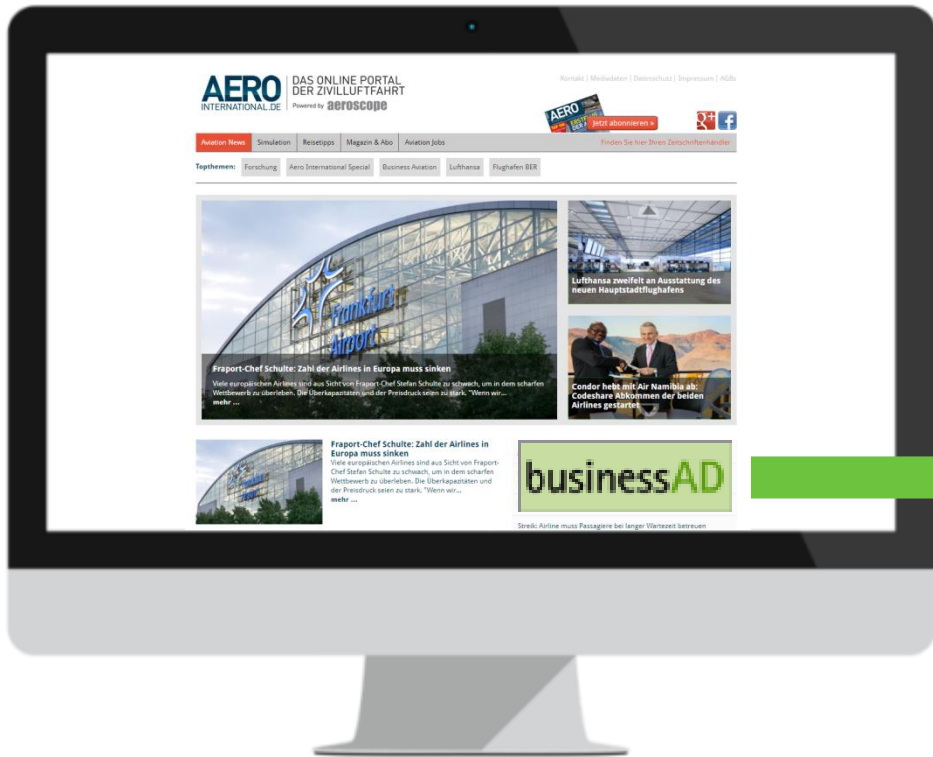 AERO
INTERNATIONAL.DE
DAS ONLINE PORTAL
DER ZIVILLUFTFAHRT
Powered by aeroscope
Kontakt | Mediadaten | Datenschutz | Impressum | AGBs
AERO
Jetzt abonnieren »
g+ f
Aviation News Simulation Reisetipps Magazin & Abo Aviation Jobs
Finden Sie hier Ihren Zeitschriftenhändler
Topthemen: Forschung Aero International Special Business Aviation Lufthansa Flughafen BER
Frankfurt
Airport
Fraport-Chef Schulte: Zahl der Airlines in Europa muss sinken
Viele europäischen Airlines sind aus Sicht von Fraport-Chef Stefan Schulte zu schwach, um in dem scharfen
Wettbewerb zu überleben. Die Überkapazitäten und der Preisdruck seien zu stark. "Wenn wir...
mehr ...
Lufthansa zweifelt an Ausstattung des
neuen Hauptstadtflughafens
Condor hebt mit Air Namibia ab:
Codeshare Abkommen der beiden
Airlines gestartet
Fraport-Chef Schulte: Zahl der Airlines in
Europa muss sinken
Viele europäischen Airlines sind aus Sicht von Fraport-
Chef Stefan Schulte zu schwach, um in dem scharfen
Wettbewerb zu überleben. Die Überkapazitäten und
der Preisdruck seien zu stark. "Wenn wir...
mehr ...
businessAD
Streik: Airline muss Passagiere bei langer Wartezeit betreuen